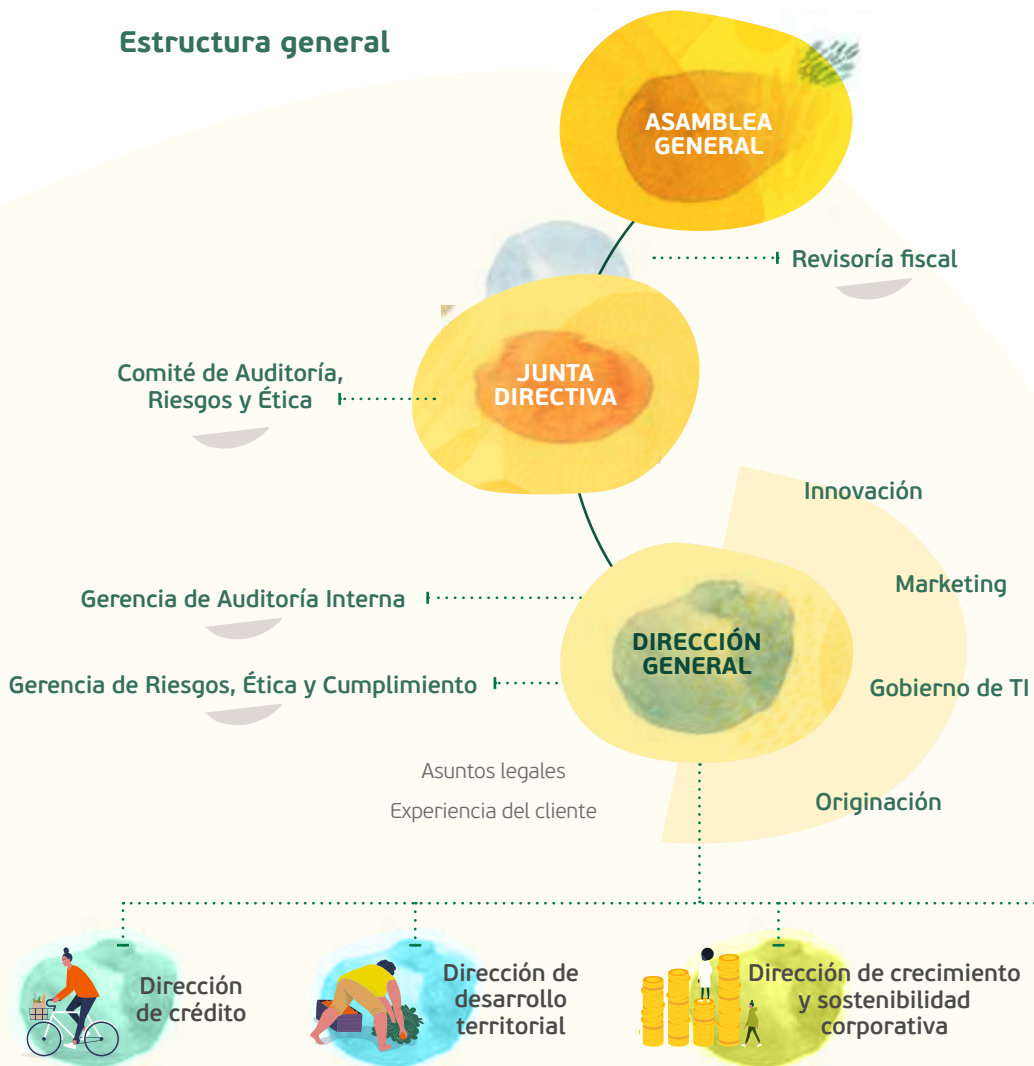 Estructura general
ASAMBLEA
GENERAL
Revisoría fiscal
Comité de Auditoría,
Riesgos y Ética
JUNTA
DIRECTIVA
Innovación
Marketing
Gerencia de Auditoría Interna
DIRECCIÓN
GENERAL
Gerencia de Riesgos, Ética y Cumplimiento
Gobierno de TI
Asuntos legales
Experiencia del cliente
Originación
Dirección
de crédito
Dirección de
desarrollo
territorial
Dirección de crecimiento
y sostenibilidad
corporativa